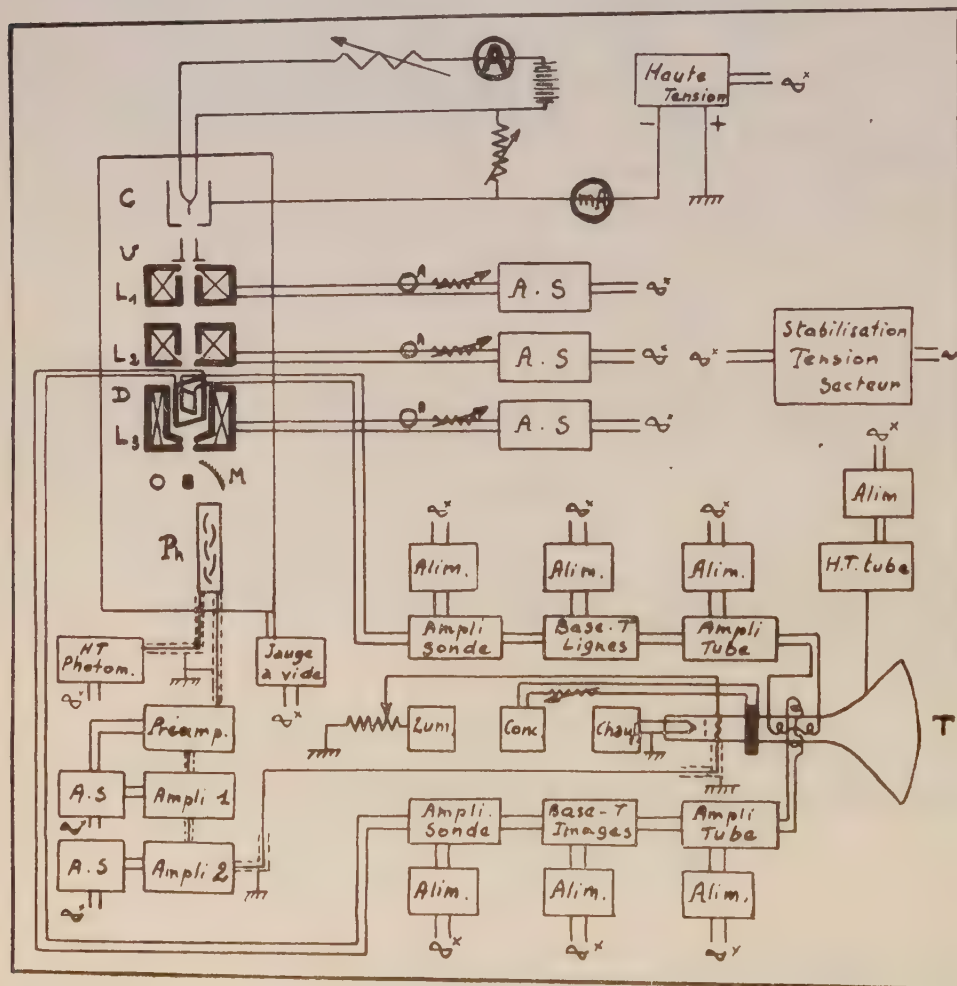 A
Haute
Tension
-
+
C
mA
L1
A
A.S
L2
A.S
Stabilisation
Tension
Secteur
D
L3
A.S
M
Ph
Alim.
Alim.
Alim.
Alim
H.T. tube
Ampli
Sonde
Base-T
Lignes
Ampli
Tube
HT
Photom.
Jauge
à vide
Préamp.
Lum.
Conc.
Chauf
T
A.S
Ampli 1
Ampli.
Sonde
Base-T
Images
Ampli
Tube
A.S
Ampli 2
Alim.
Alim.
Alim.